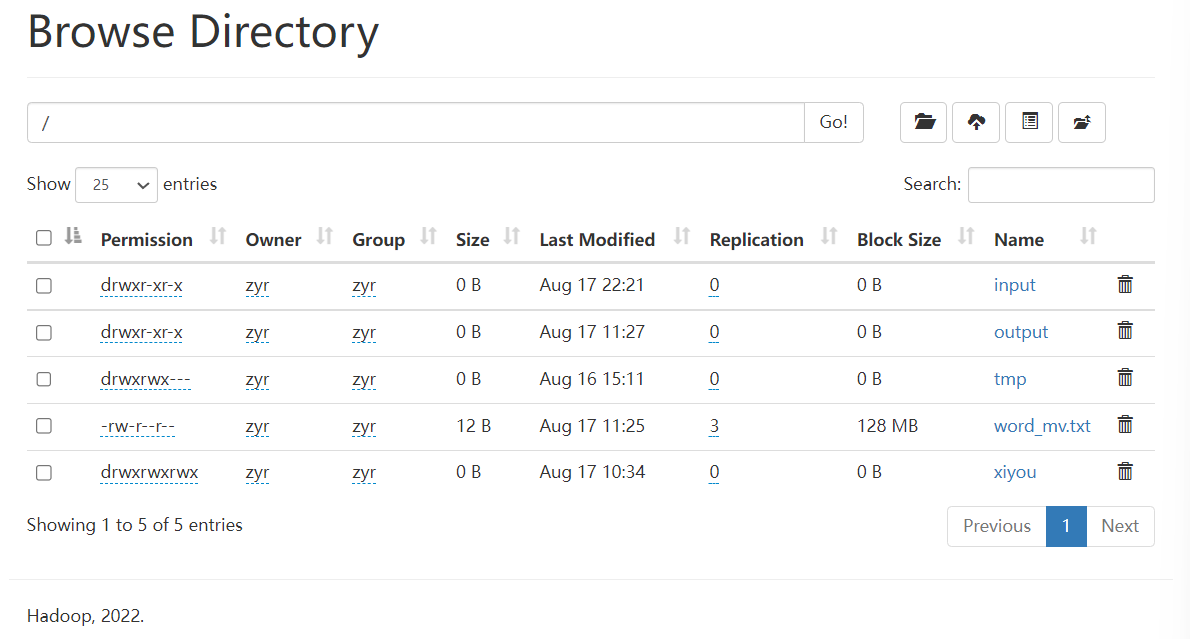 Browse Directory
/ Go!
Show 25 entries Search:
Permission Owner Group Size Last Modified Replication Block Size Name
drwxr-xr-x zyr zyr 0 B Aug 17 22:21 0 0 B input
drwxr-xr-x zyr zyr 0 B Aug 17 11:27 0 0 B output
drwxrwx--- zyr zyr 0 B Aug 16 15:11 0 0 B tmp
-rw-r--r-- zyr zyr 12 B Aug 17 11:25 3 128 MB word_mv.txt
drwxrwxrwx zyr zyr 0 B Aug 17 10:34 0 0 B xiyou
Showing 1 to 5 of 5 entries Previous 1 Next
Hadoop, 2022.